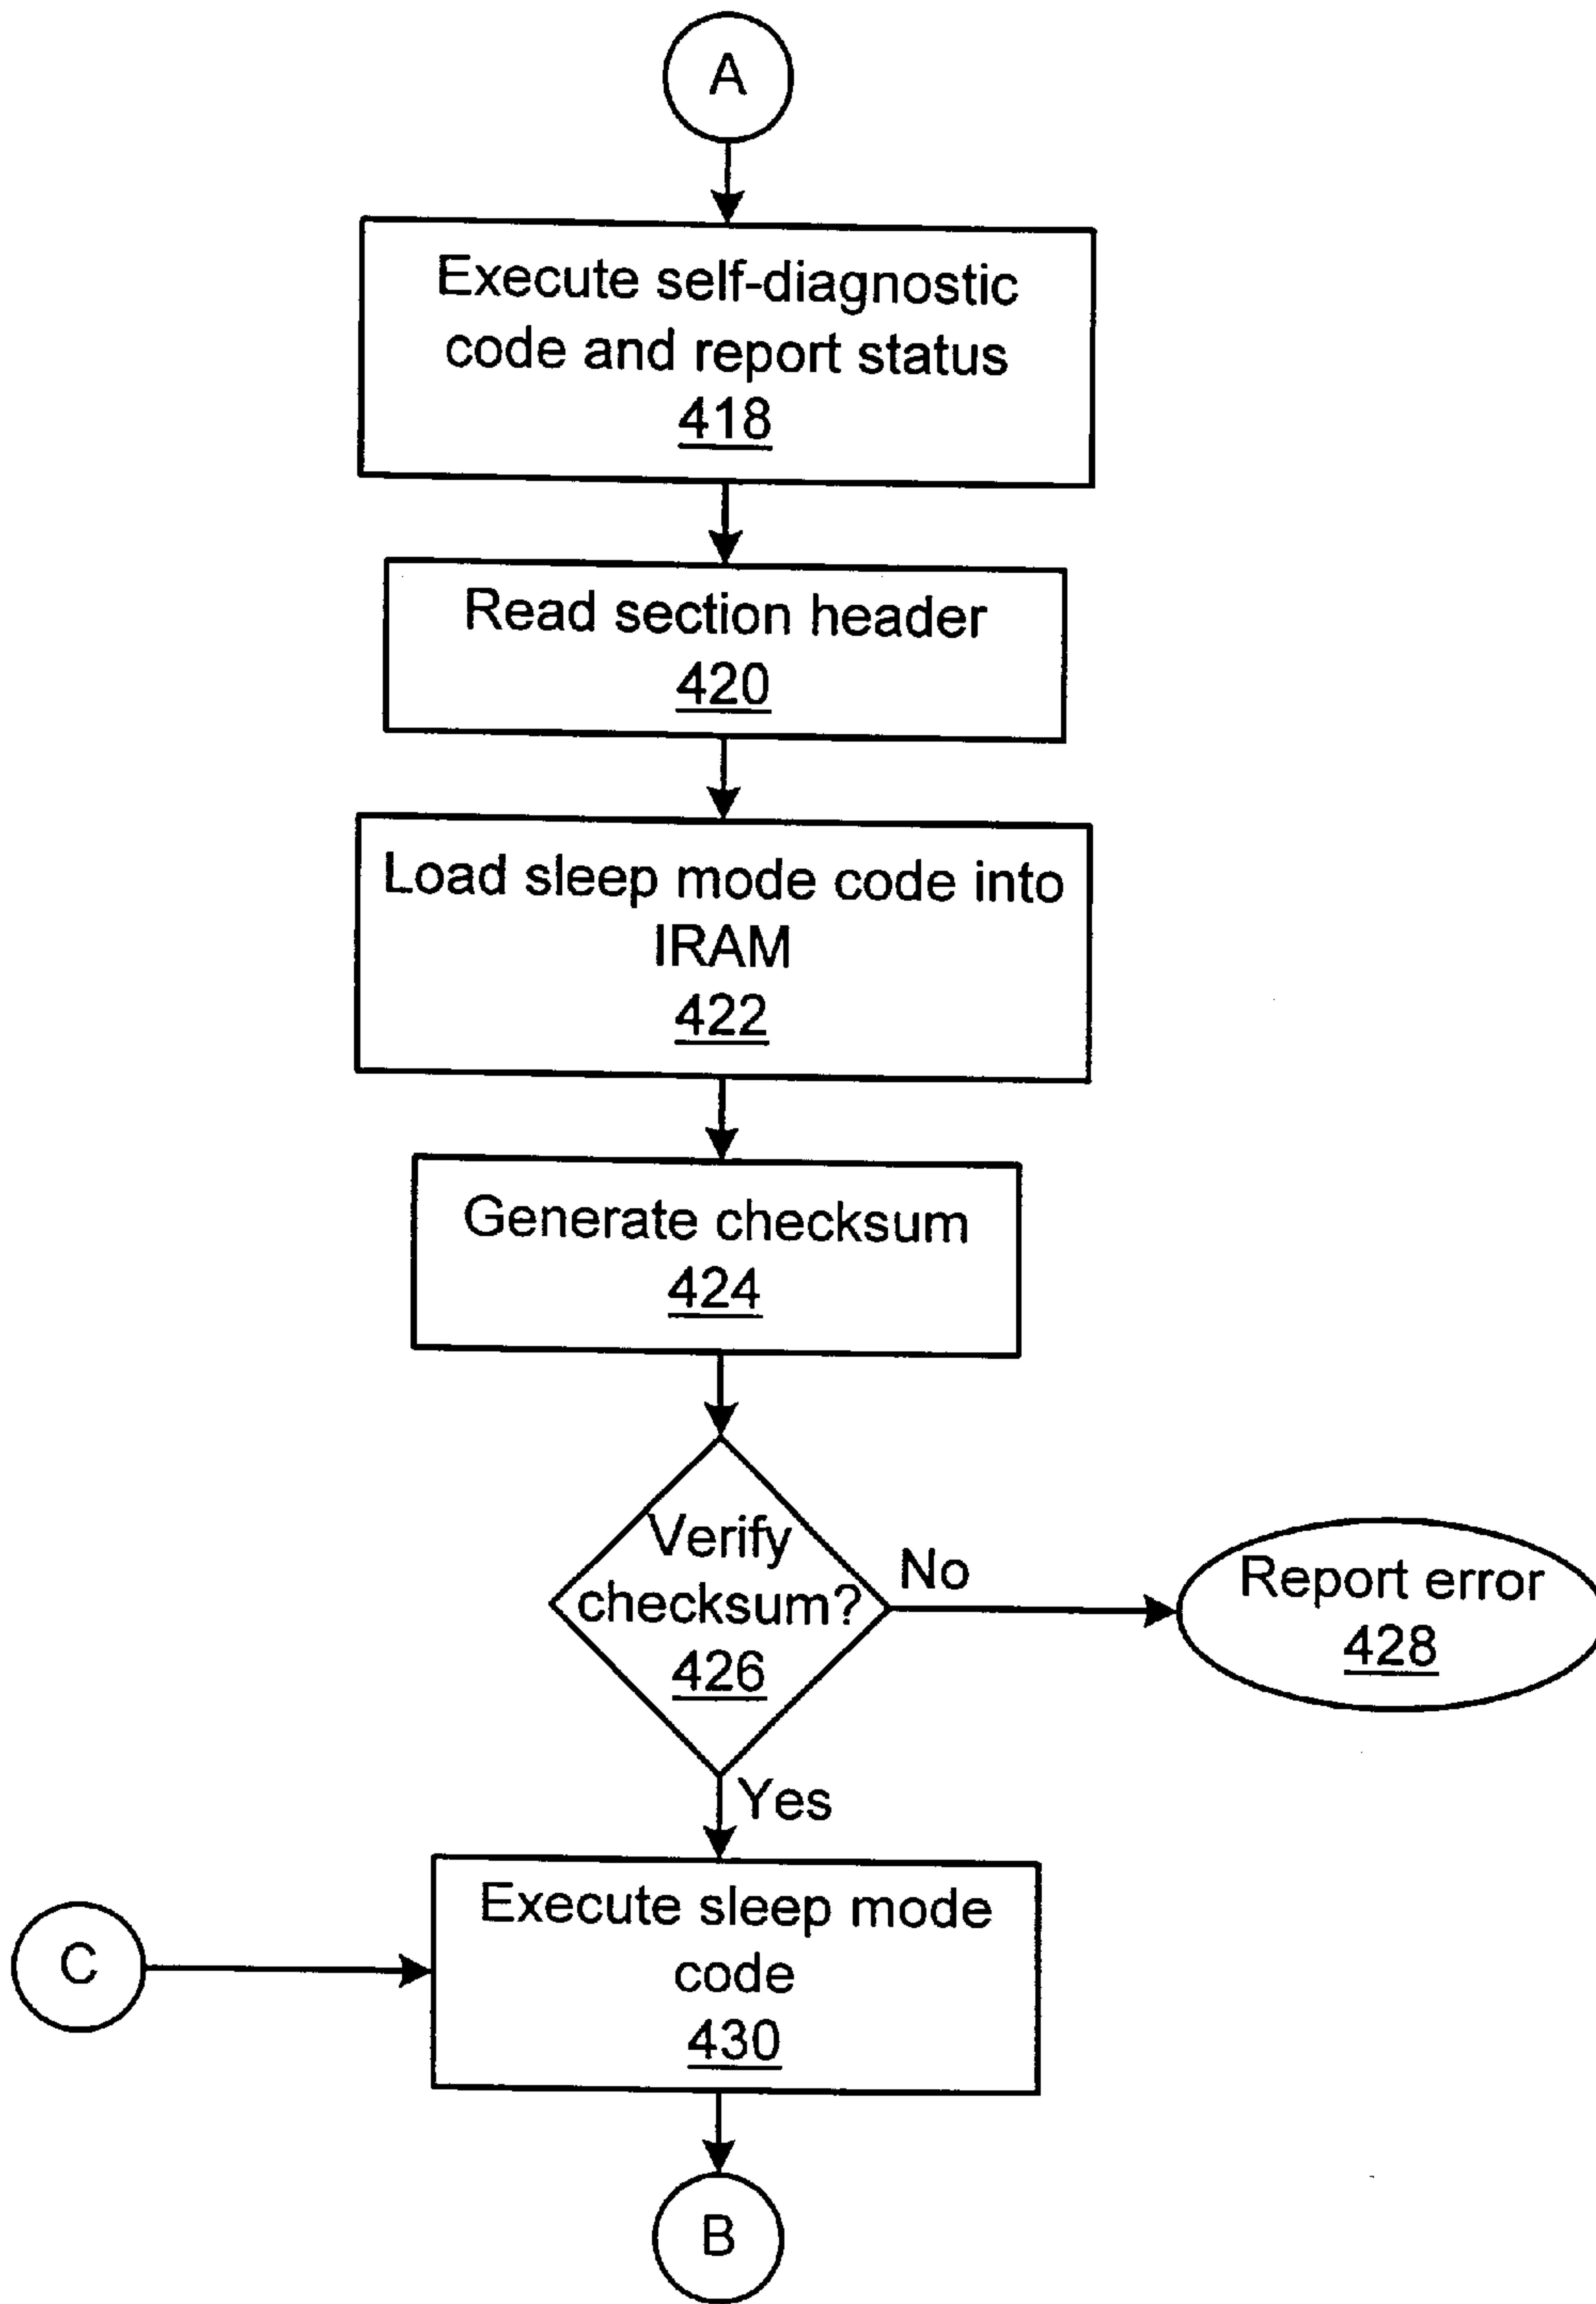 A
Execute self-diagnostic
code and report status
418
Read section header
420
Load sleep mode code into
IRAM
422
Generate checksum
424
Verify
checksum?
426
No
Report error
428
Yes
Execute sleep mode
code
430
C
B